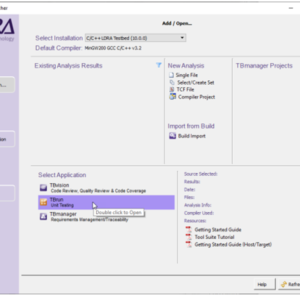 her
Add / Open...
RA
nology
Select Installation C/C++ LDRA Testbed (10.0.0)
Default Compiler: MinGW200 GCC C/C++ v3.2
Existing Analysis Results
New Analysis
Single File
Select/Create Set
TCF File
Compiler Project
TBmanager Projects
Import from Build
Build Import
Select Application
TBvision
Code Review, Quality Review & Code Coverage
TBrun
Unit Testing
Double click to Open
TBmanager
Requirements Management/Traceability
Source Selected:
Results:
Date:
Files:
Analysis Info:
Compiler Used:
Resources:
Getting Started Guide
Tool Suite Tutorial
Getting Started Guide (Host/Target)
Help